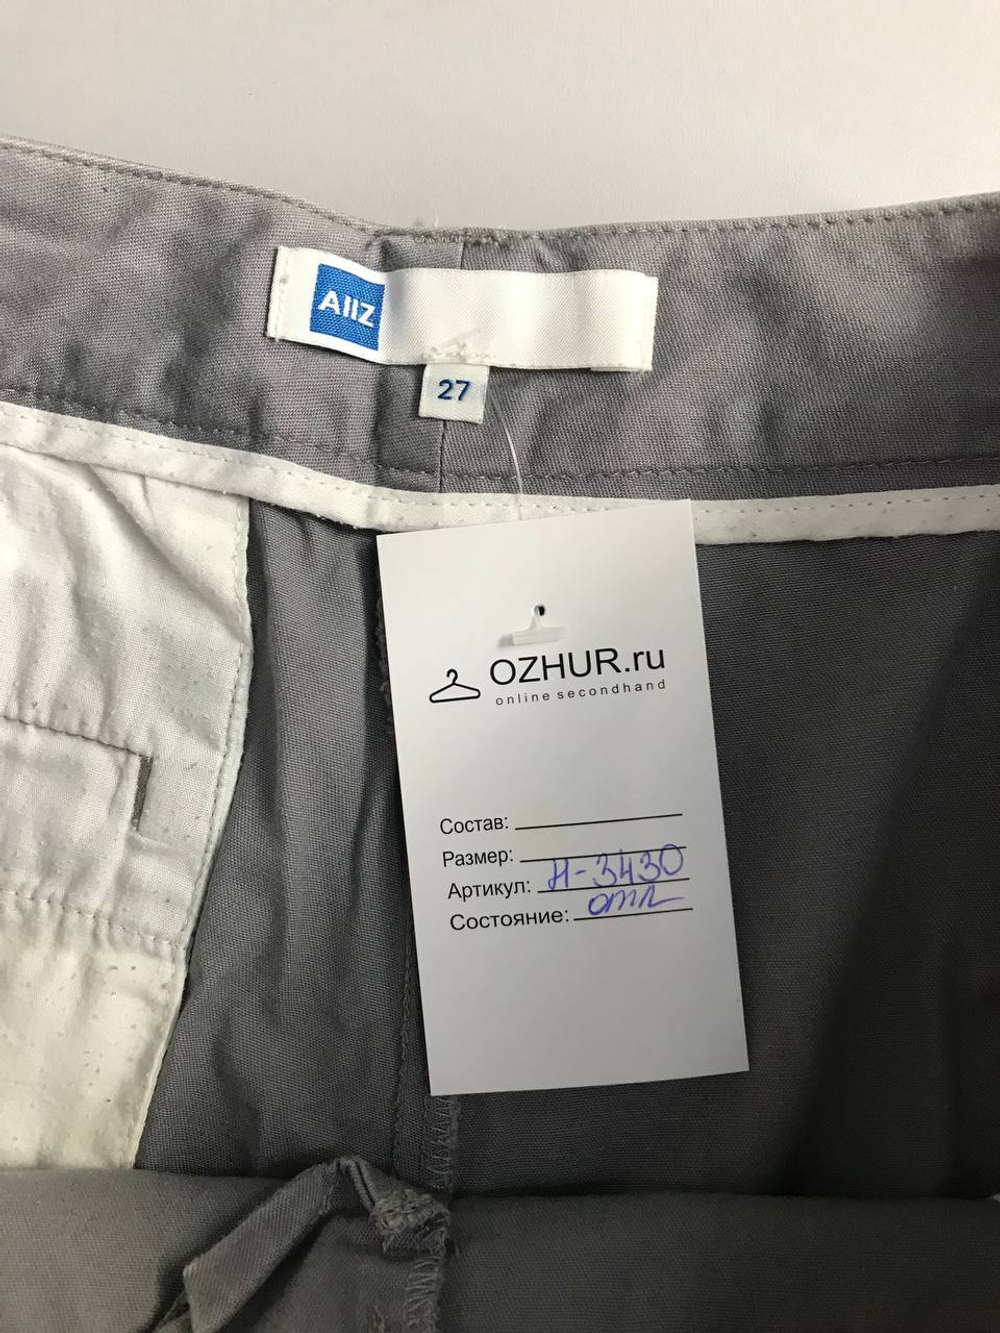 AIIZ
27
OZHUR.ru
online secondhand
Состав:
Размер:
Артикул: Н-3430
Состояние: отл